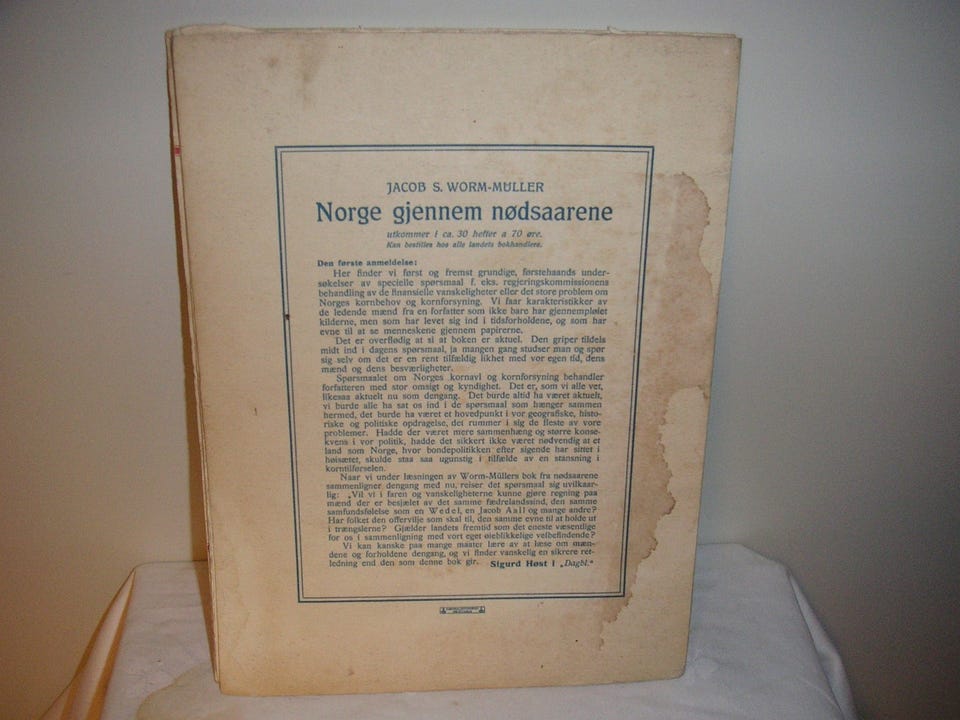 JACOB S. WORM-MÜLLER
Norge gjennem nødsaarene
utkommer i ca. 30 hefter a 70 øre.
Kan bestilles hos alle landets bokhandlere.
Den første anmeldelse:
Her finder vi først og fremst grundige, førstehaands under-
søkelser av specielle spørsmaal f. eks. regjeringskommissionens
behandling av de finansielle vanskeligheter eller det store problem om
Norges kornbehov og kornforsyning. Vi faar karakteristikker av
de ledende mænd fra en forfatter som ikke bare har gjennempløiet
kilderne, men som har levet sig ind i tidsforholdene, og som har
evne til at se menneskene gjennem papirerne.
Det er overflødig at si at boken er aktuel. Den griper tildels
midt ind i dagens spørsmaal, ja mangen gang studser man og spør
sig selv om det er en rent tilfældig likhet med vor egen tid, dens
mænd og dens besværligheter.
Spørsmaalet om Norges kornavl og kornforsyning behandler
forfatteren med stor omsigt og kyndighet. Det er, som vi alle vet,
likesaa aktuelt nu som dengang. Det burde altid ha været aktuelt,
vi burde alle ha sat os ind i de spørsmaal som hænger sammen
hermed, det burde ha været et hovedpunkt i vor geografiske, histo-
riske og politiske opdragelse, det rummer i sig de fleste av vore
problemer. Hadde der været mere sammenhæng og større konse-
kvens i vor politik, hadde det sikkert ikke været nødvendig at et
land som Norge, hvor bondepolitikken efter sigende har sittet i
høisætet, skulde staa saa ugunstig i tilfælde av en stansning i
korntilførselen.
Naar vi under læsningen av Worm-Müllers bok fra nødsaarene
sammenligner dengang med nu, reiser det spørsmaal sig uvilkaar-
lig: „Vil vi i faren og vanskeligheterne kunne gjøre regning paa
mænd der er besjælet av det samme fædrelandssind, den samme
samfundsfølelse som en Wedel, en Jacob Aall og mange andre?
Har folket den offervilje som skal til, den samme evne til at holde ut
i trængslerne? Gjælder landets fremtid som det eneste væsentlige
for os i sammenligning med vort eget øieblikkelige velbefindende?
Vi kan kanske paa mange maater lære av at læse om mæn-
dene og forholdene dengang, og vi finder vanskelig en sikrere ret-
ledning end den som denne bok gir. Sigurd Høst i „Dagbl.“